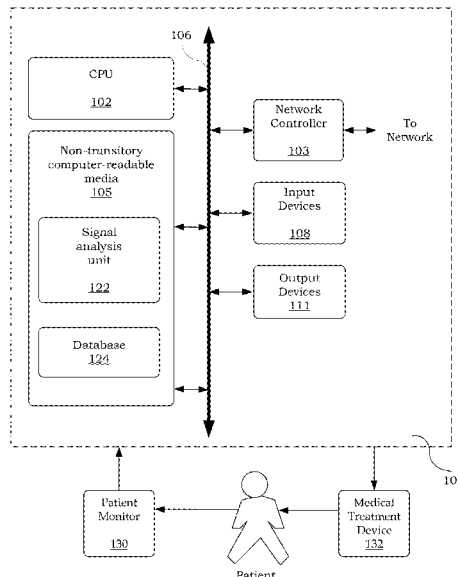 106
CPU
102
Network
Controller
103
To
Network
Non-transitory
computer-readable
media
105
Signal
analysis
unit
122
Input
Devices
108
Output
Devices
111
Database
124
10
Patient
Monitor
130
Medical
Treatment
Device
132
Patient